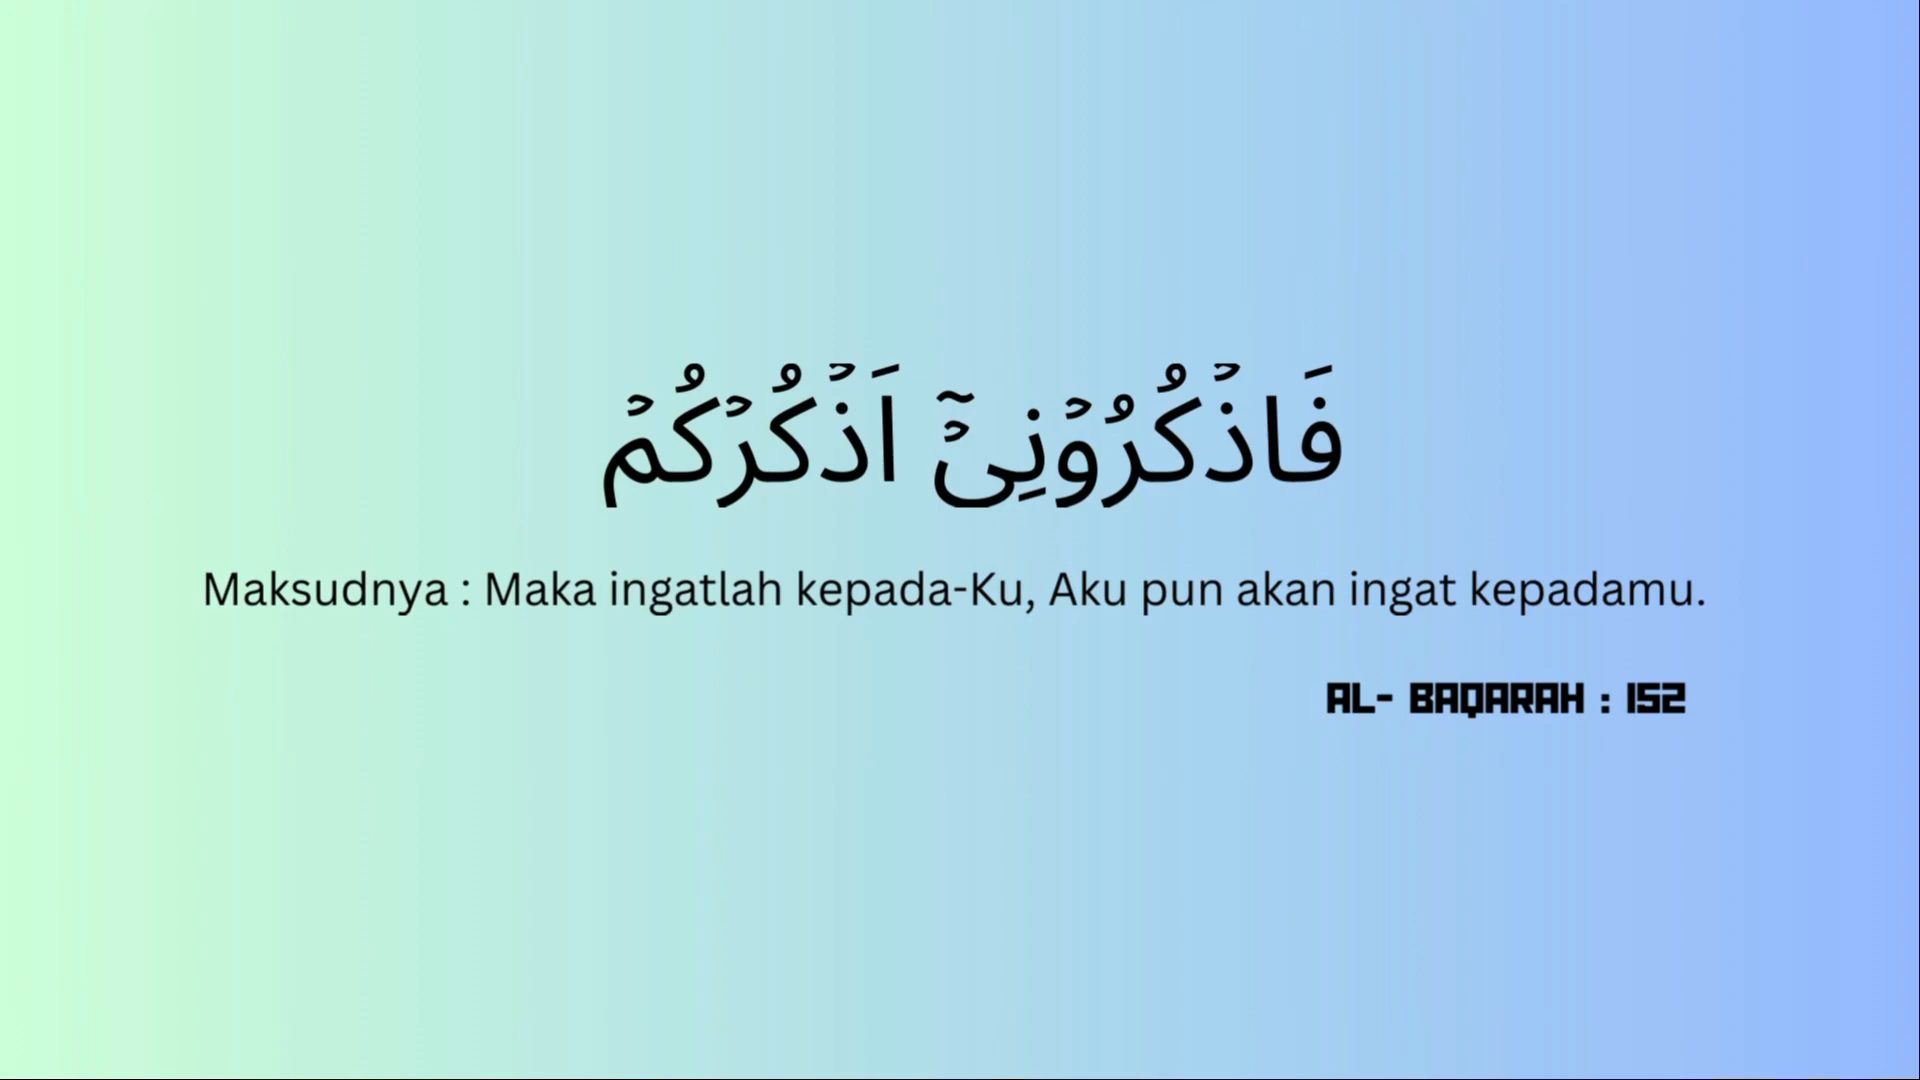 فَاذۡكُرُوۡنِىۡٓ اَذۡكُرۡكُمۡ
Maksudnya : Maka ingatlah kepada-Ku, Aku pun akan ingat kepadamu.
AL- BAQARAH : 152